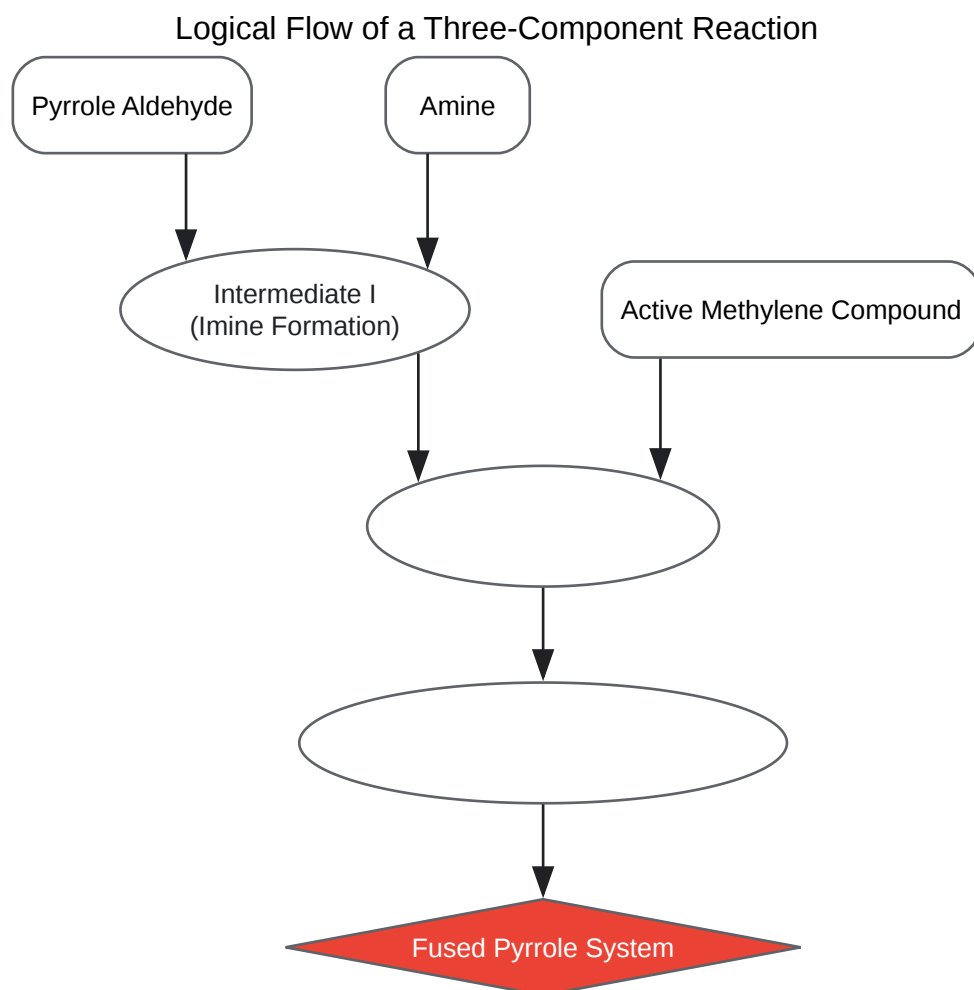 Logical Flow of a Three-Component Reaction
Pyrrole Aldehyde
Amine
Intermediate I
(Imine Formation)
Active Methylene Compound
Fused Pyrrole System